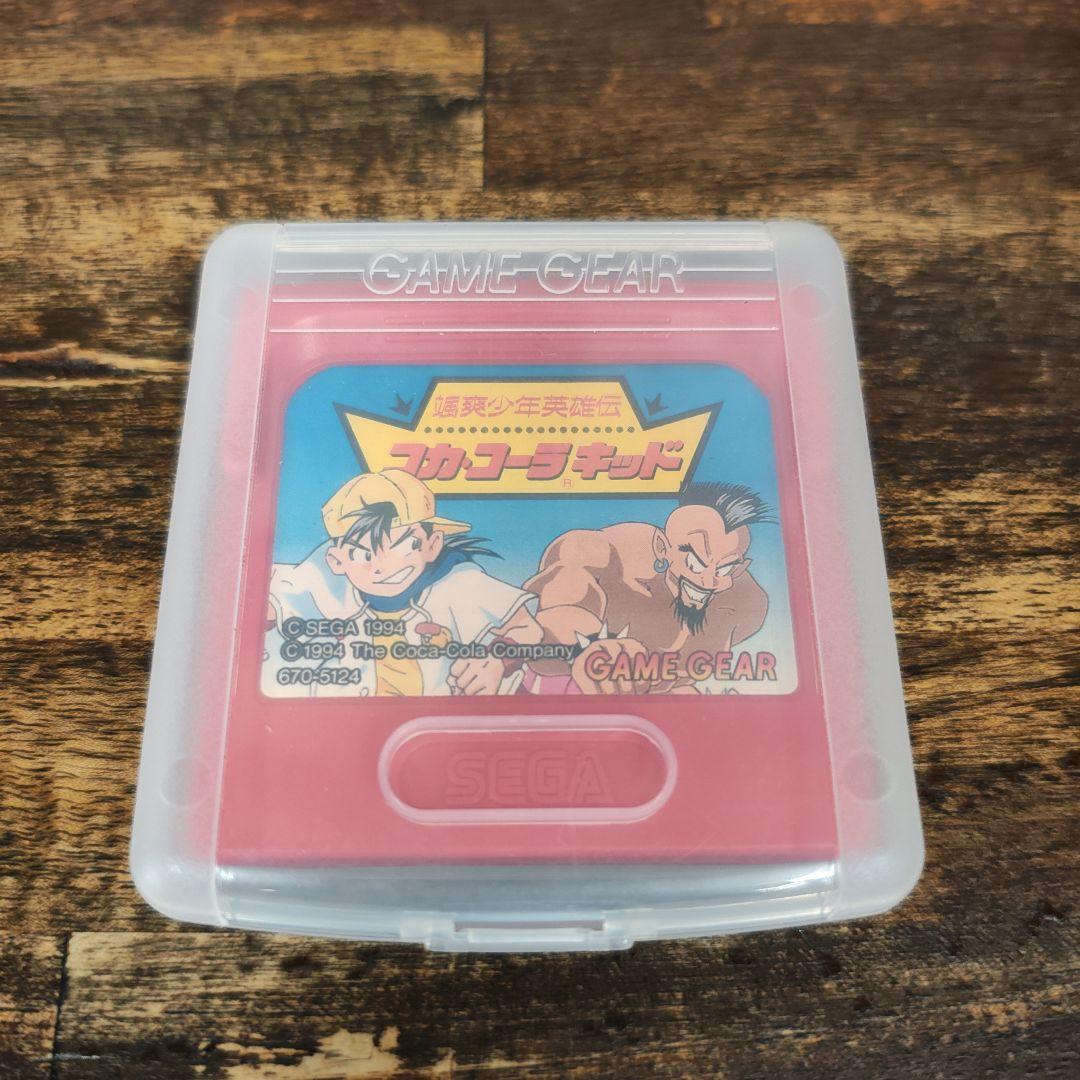 GAME GEAR
颯爽少年英雄伝
コカ・コーラ キッド
®
© SEGA 1994
© 1994 The Coca-Cola Company
670-5124
GAME GEAR
SEGA